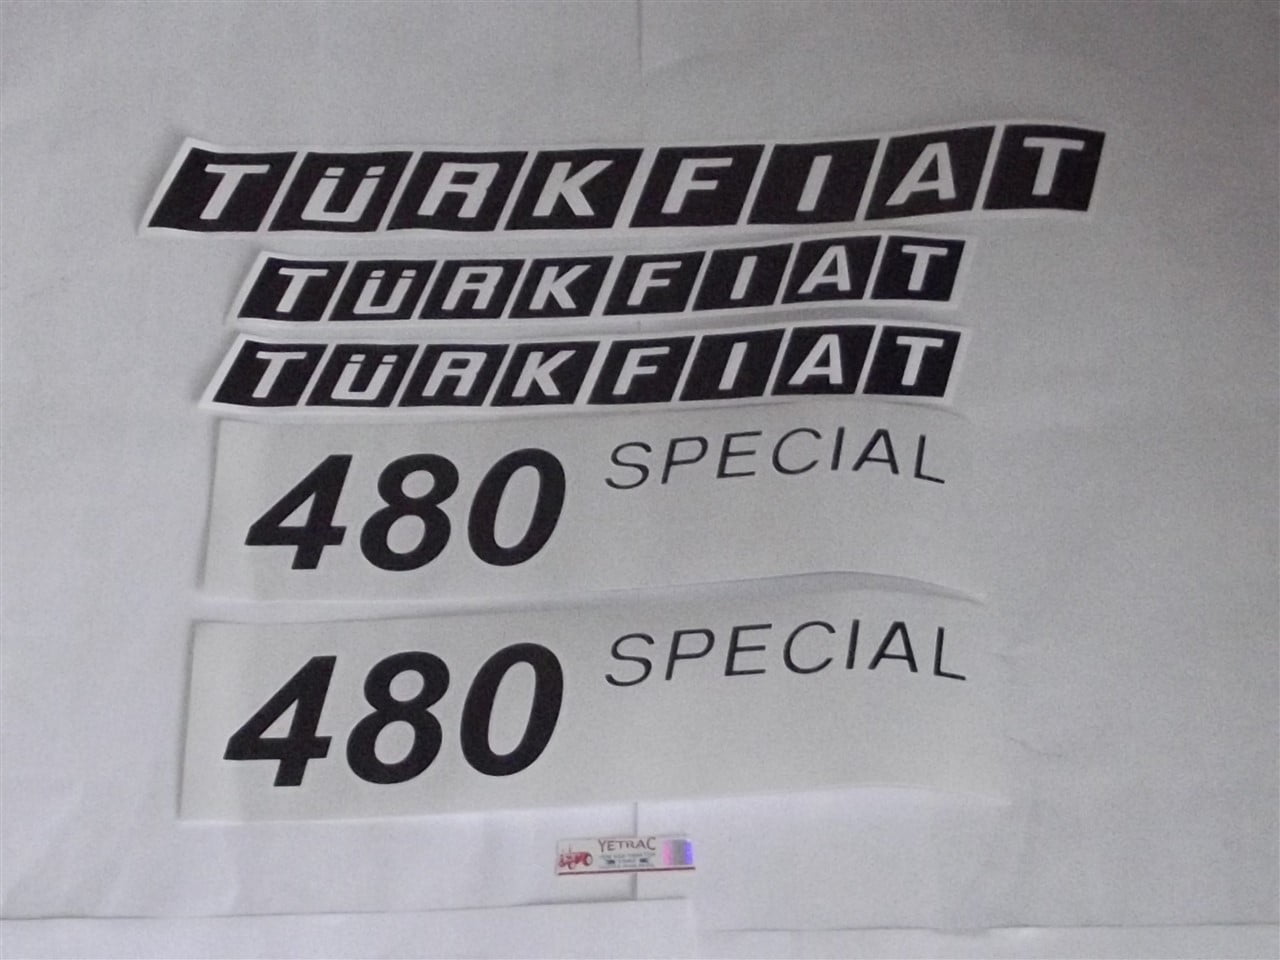 TÜRKFIAT
TÜRKFIAT
TÜRKFIAT
480 SPECIAL
480 SPECIAL
YETRAC